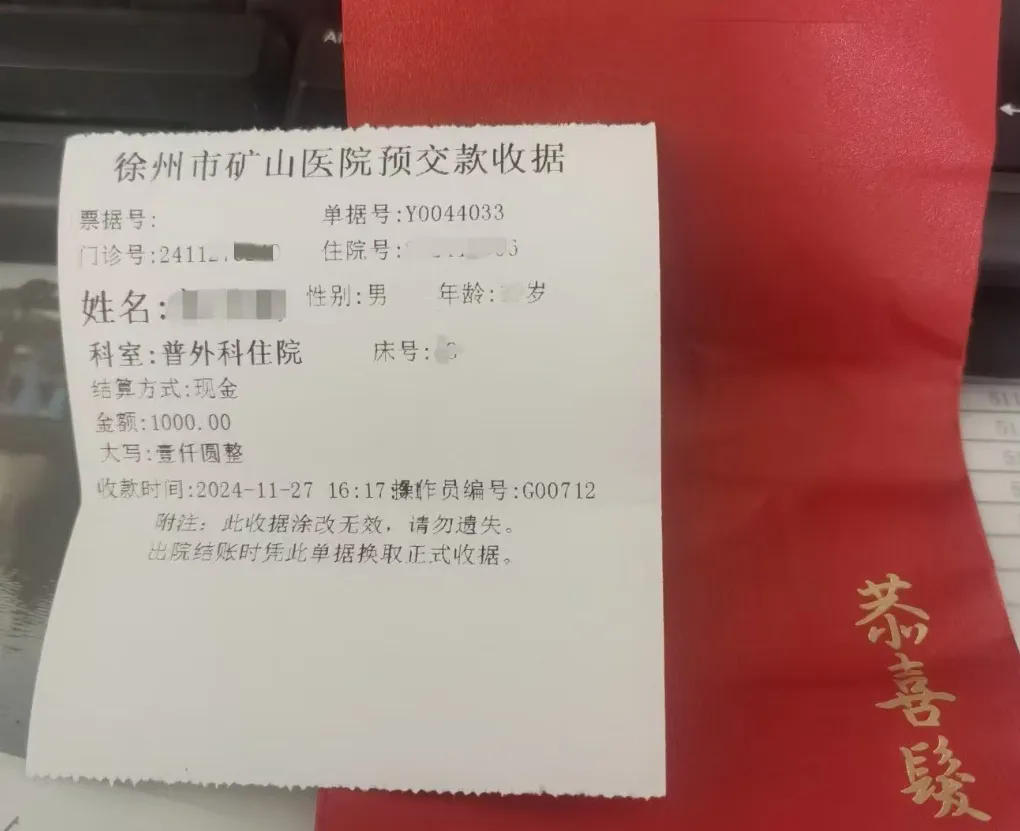 徐州市矿山医院预交款收据
票据号: 单据号:Y0044033
门诊号:2411 住院号:
姓名: 性别:男 年龄: 岁
科室:普外科住院 床号:
结算方式:现金
金额:1000.00
大写:壹仟圆整
收款时间:2024-11-27 16:17 操作员编号:G00712
附注：此收据涂改无效，请勿遗失。
出院结账时凭此单据换取正式收据。
恭喜發